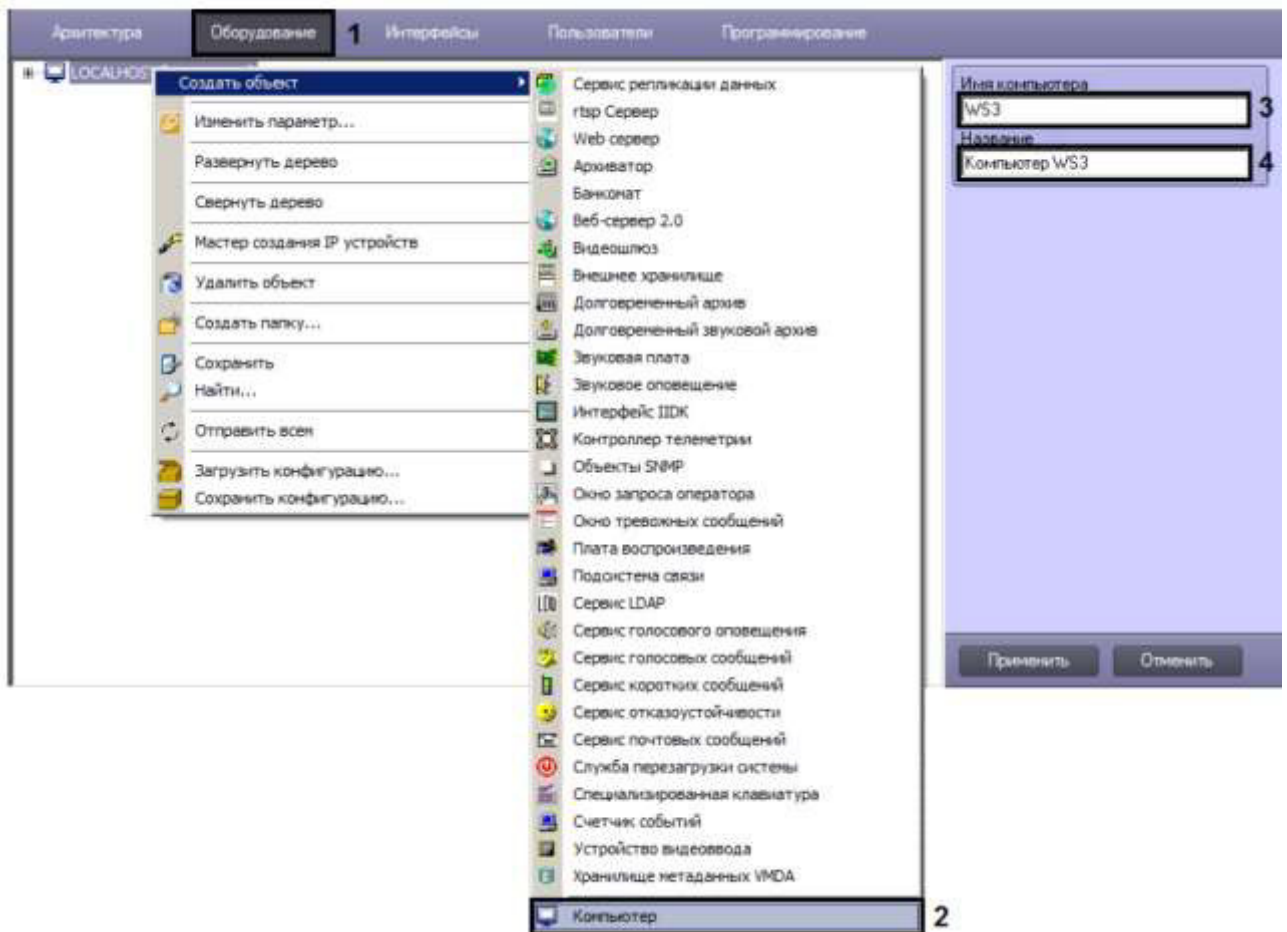 Архитектура
Оборудование
1
Интерфейсы
Пользователи
Программирование
LOCALHOST
Создать объект
Изменить параметр...
Развернуть дерево
Свернуть дерево
Мастер создания IP устройств
Удалить объект
Создать папку...
Сохранить
Найти...
Отправить всем
Загрузить конфигурацию...
Сохранить конфигурацию...
Сервис репликации данных
rtsp Сервер
Web сервер
Архиватор
Банкомат
Веб-сервер 2.0
Видеошлюз
Внешнее хранилище
Долговременный архив
Долговременный звуковой архив
Звуковая плата
Звуковое оповещение
Интерфейс IIDK
Контроллер телеметрии
Объекты SNMP
Окно запроса оператора
Окно тревожных сообщений
Плата воспроизведения
Подсистема связи
Сервис LDAP
Сервис голосового оповещения
Сервис голосовых сообщений
Сервис коротких сообщений
Сервис отказоустойчивости
Сервис почтовых сообщений
Служба перезагрузки системы
Специализированная клавиатура
Счетчик событий
Устройство видеоввода
Хранилище метаданных VMDA
Компьютер
2
Имя компьютера
WS3
3
Название
Компьютер WS3
4
Применить
Отменить